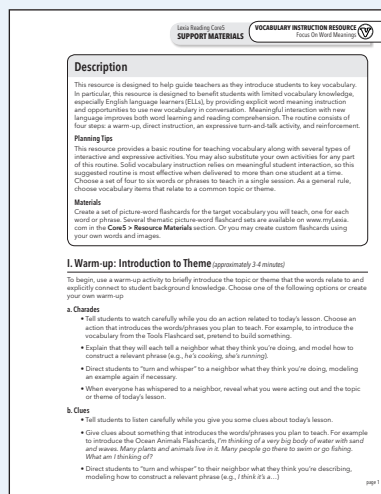 Lexia Reading Core5
SUPPORT MATERIALS
VOCABULARY INSTRUCTION RESOURCE
Focus On Word Meanings
Description
This resource is designed to help guide teachers as they introduce students to key vocabulary.
In particular, this resource is designed to benefit students with limited vocabulary knowledge,
especially English language learners (ELLs), by providing explicit word meaning instruction
and opportunities to use new vocabulary in conversation. Meaningful interaction with new
language improves both word learning and reading comprehension. The routine consists of
four steps: a warm-up, direct instruction, an expressive turn-and-talk activity, and reinforcement.
Planning Tips
This resource provides a basic routine for teaching vocabulary along with several types of
interactive and expressive activities. You may also substitute your own activities for any part
of this routine. Solid vocabulary instruction relies on meaningful student interaction, so this
suggested routine is most effective when delivered to more than one student at a time.
Choose a set of four to six words or phrases to teach in a single session. As a general rule,
choose vocabulary items that relate to a common topic or theme.
Materials
Create a set of picture-word flashcards for the target vocabulary you will teach, one for each
word or phrase. Several thematic picture-word flashcard sets are available on www.myLexia.
com in the Core5 > Resource Materials section. Or you may create custom flashcards using
your own words and images.
I. Warm-up: Introduction to Theme (approximately 3-4 minutes)
To begin, use a warm-up activity to briefly introduce the topic or theme that the words relate to and
explicitly connect to student background knowledge. Choose one of the following options or create
your own warm-up
a. Charades
• Tell students to watch carefully while you do an action related to today's lesson. Choose an
action that introduces the words/phrases you plan to teach. For example, to introduce the
vocabulary from the Tools Flashcard set, pretend to build something.
• Explain that they will each tell a neighbor what they think you're doing, and model how to
construct a relevant phrase (e.g., he's cooking, she's running).
• Direct students to "turn and whisper" to a neighbor what they think you're doing, modeling
an example again if necessary.
• When everyone has whispered to a neighbor, reveal what you were acting out and the topic
or theme of today's lesson.
b. Clues
• Tell students to listen carefully while you give you some clues about today's lesson.
• Give clues about something that introduces the words/phrases you plan to teach. For example
to introduce the Ocean Animals Flashcards, I'm thinking of a very big body of water with sand
and waves. Many plants and animals live in it. Many people go there to swim or go fishing.
What am I thinking of?
• Direct students to "turn and whisper" to their neighbor what they think you're describing,
modeling how to construct a relevant phrase (e.g., I think it's a…)
page 1